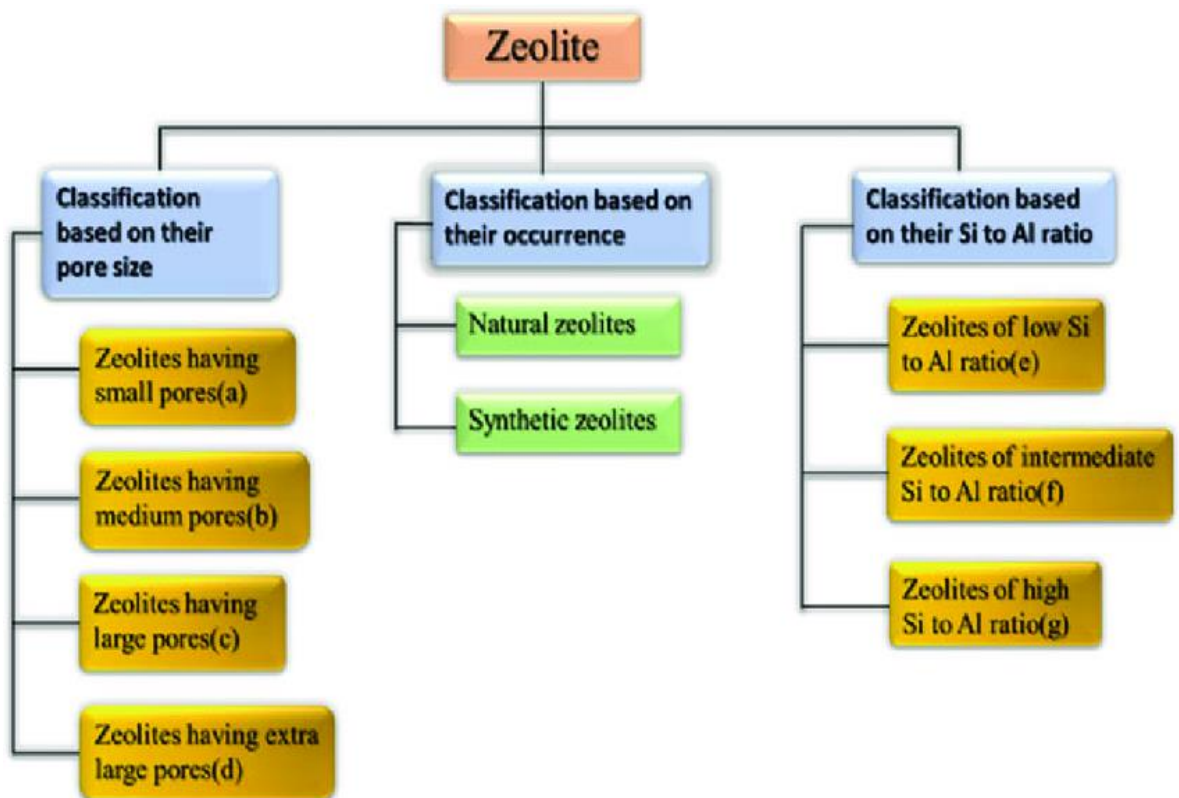 Zeolite
Classification
based on their
pore size
Zeolites having
small pores(a)
Zeolites having
medium pores(b)
Zeolites having
large pores(c)
Zeolites having extra
large pores(d)
Classification based on
their occurrence
Natural zeolites
Synthetic zeolites
Classification based
on their Si to Al ratio
Zeolites of low Si
to Al ratio(e)
Zeolites of intermediate
Si to Al ratio(f)
Zeolites of high
Si to Al ratio(g)